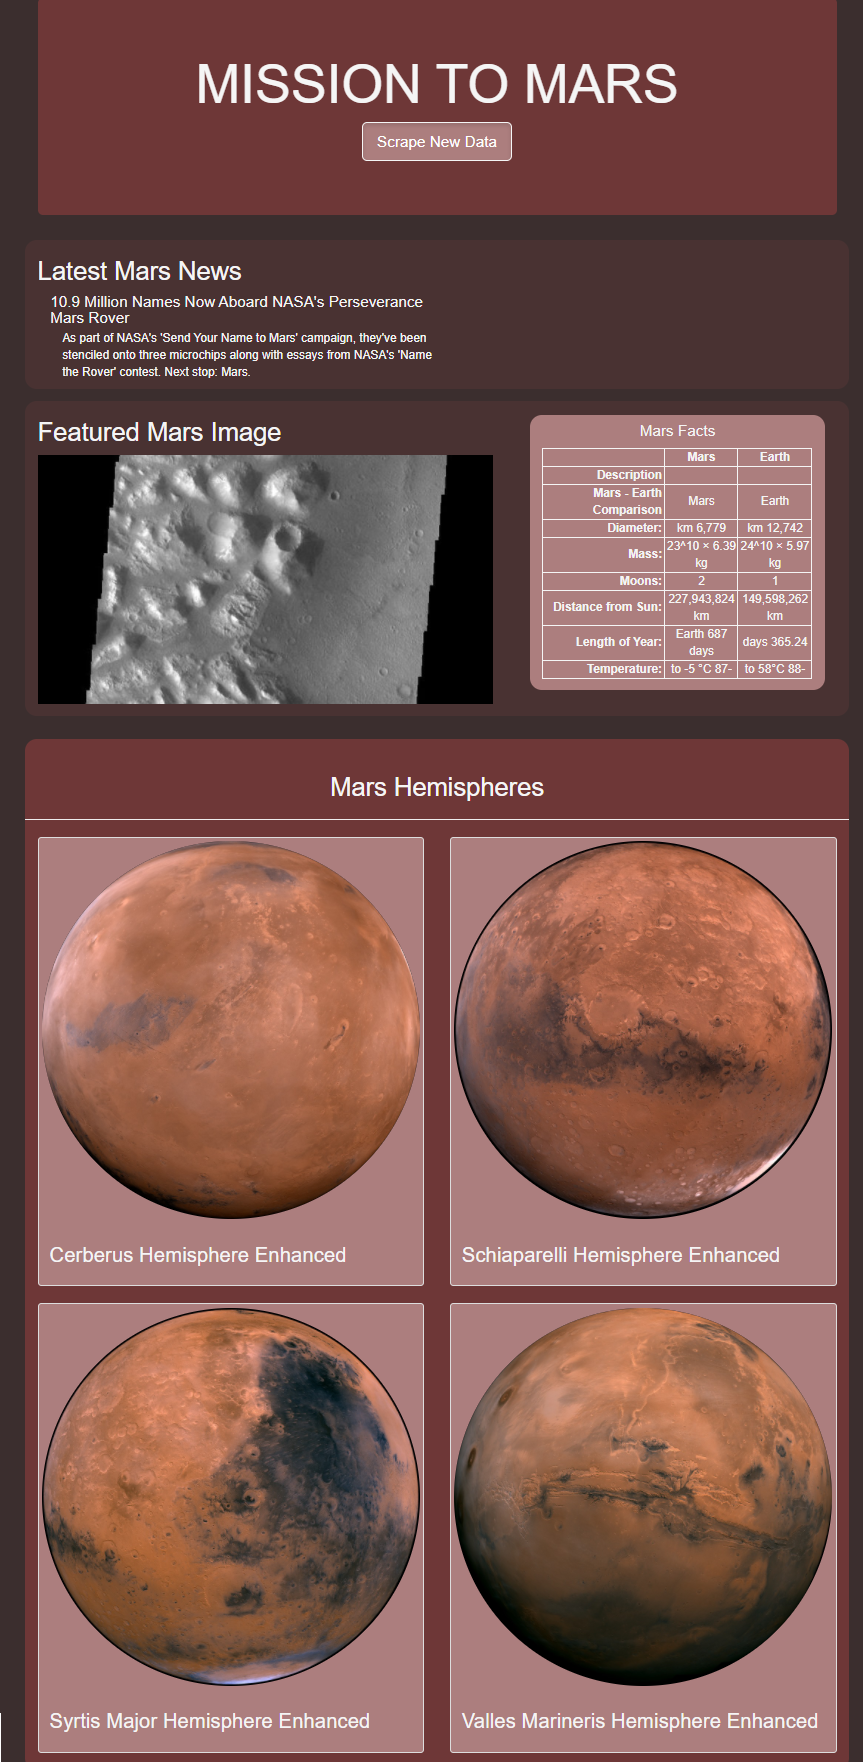 MISSION TO MARS
Scrape New Data
Latest Mars News
10.9 Million Names Now Aboard NASA's Perseverance
Mars Rover
As part of NASA's 'Send Your Name to Mars' campaign, they've been
stenciled onto three microchips along with essays from NASA's 'Name
the Rover' contest. Next stop: Mars.
Featured Mars Image
Mars Facts
Mars Earth
Description
Mars - Earth
Comparison Mars Earth
Diameter: km 6,779 km 12,742
Mass: 23^10 × 6.39 24^10 × 5.97
kg kg
Moons: 2 1
Distance from Sun: 227,943,824 149,598,262
km km
Length of Year: Earth 687 days 365.24
days
Temperature: to -5 °C 87- to 58°C 88-
Mars Hemispheres
Cerberus Hemisphere Enhanced
Schiaparelli Hemisphere Enhanced
Syrtis Major Hemisphere Enhanced
Valles Marineris Hemisphere Enhanced